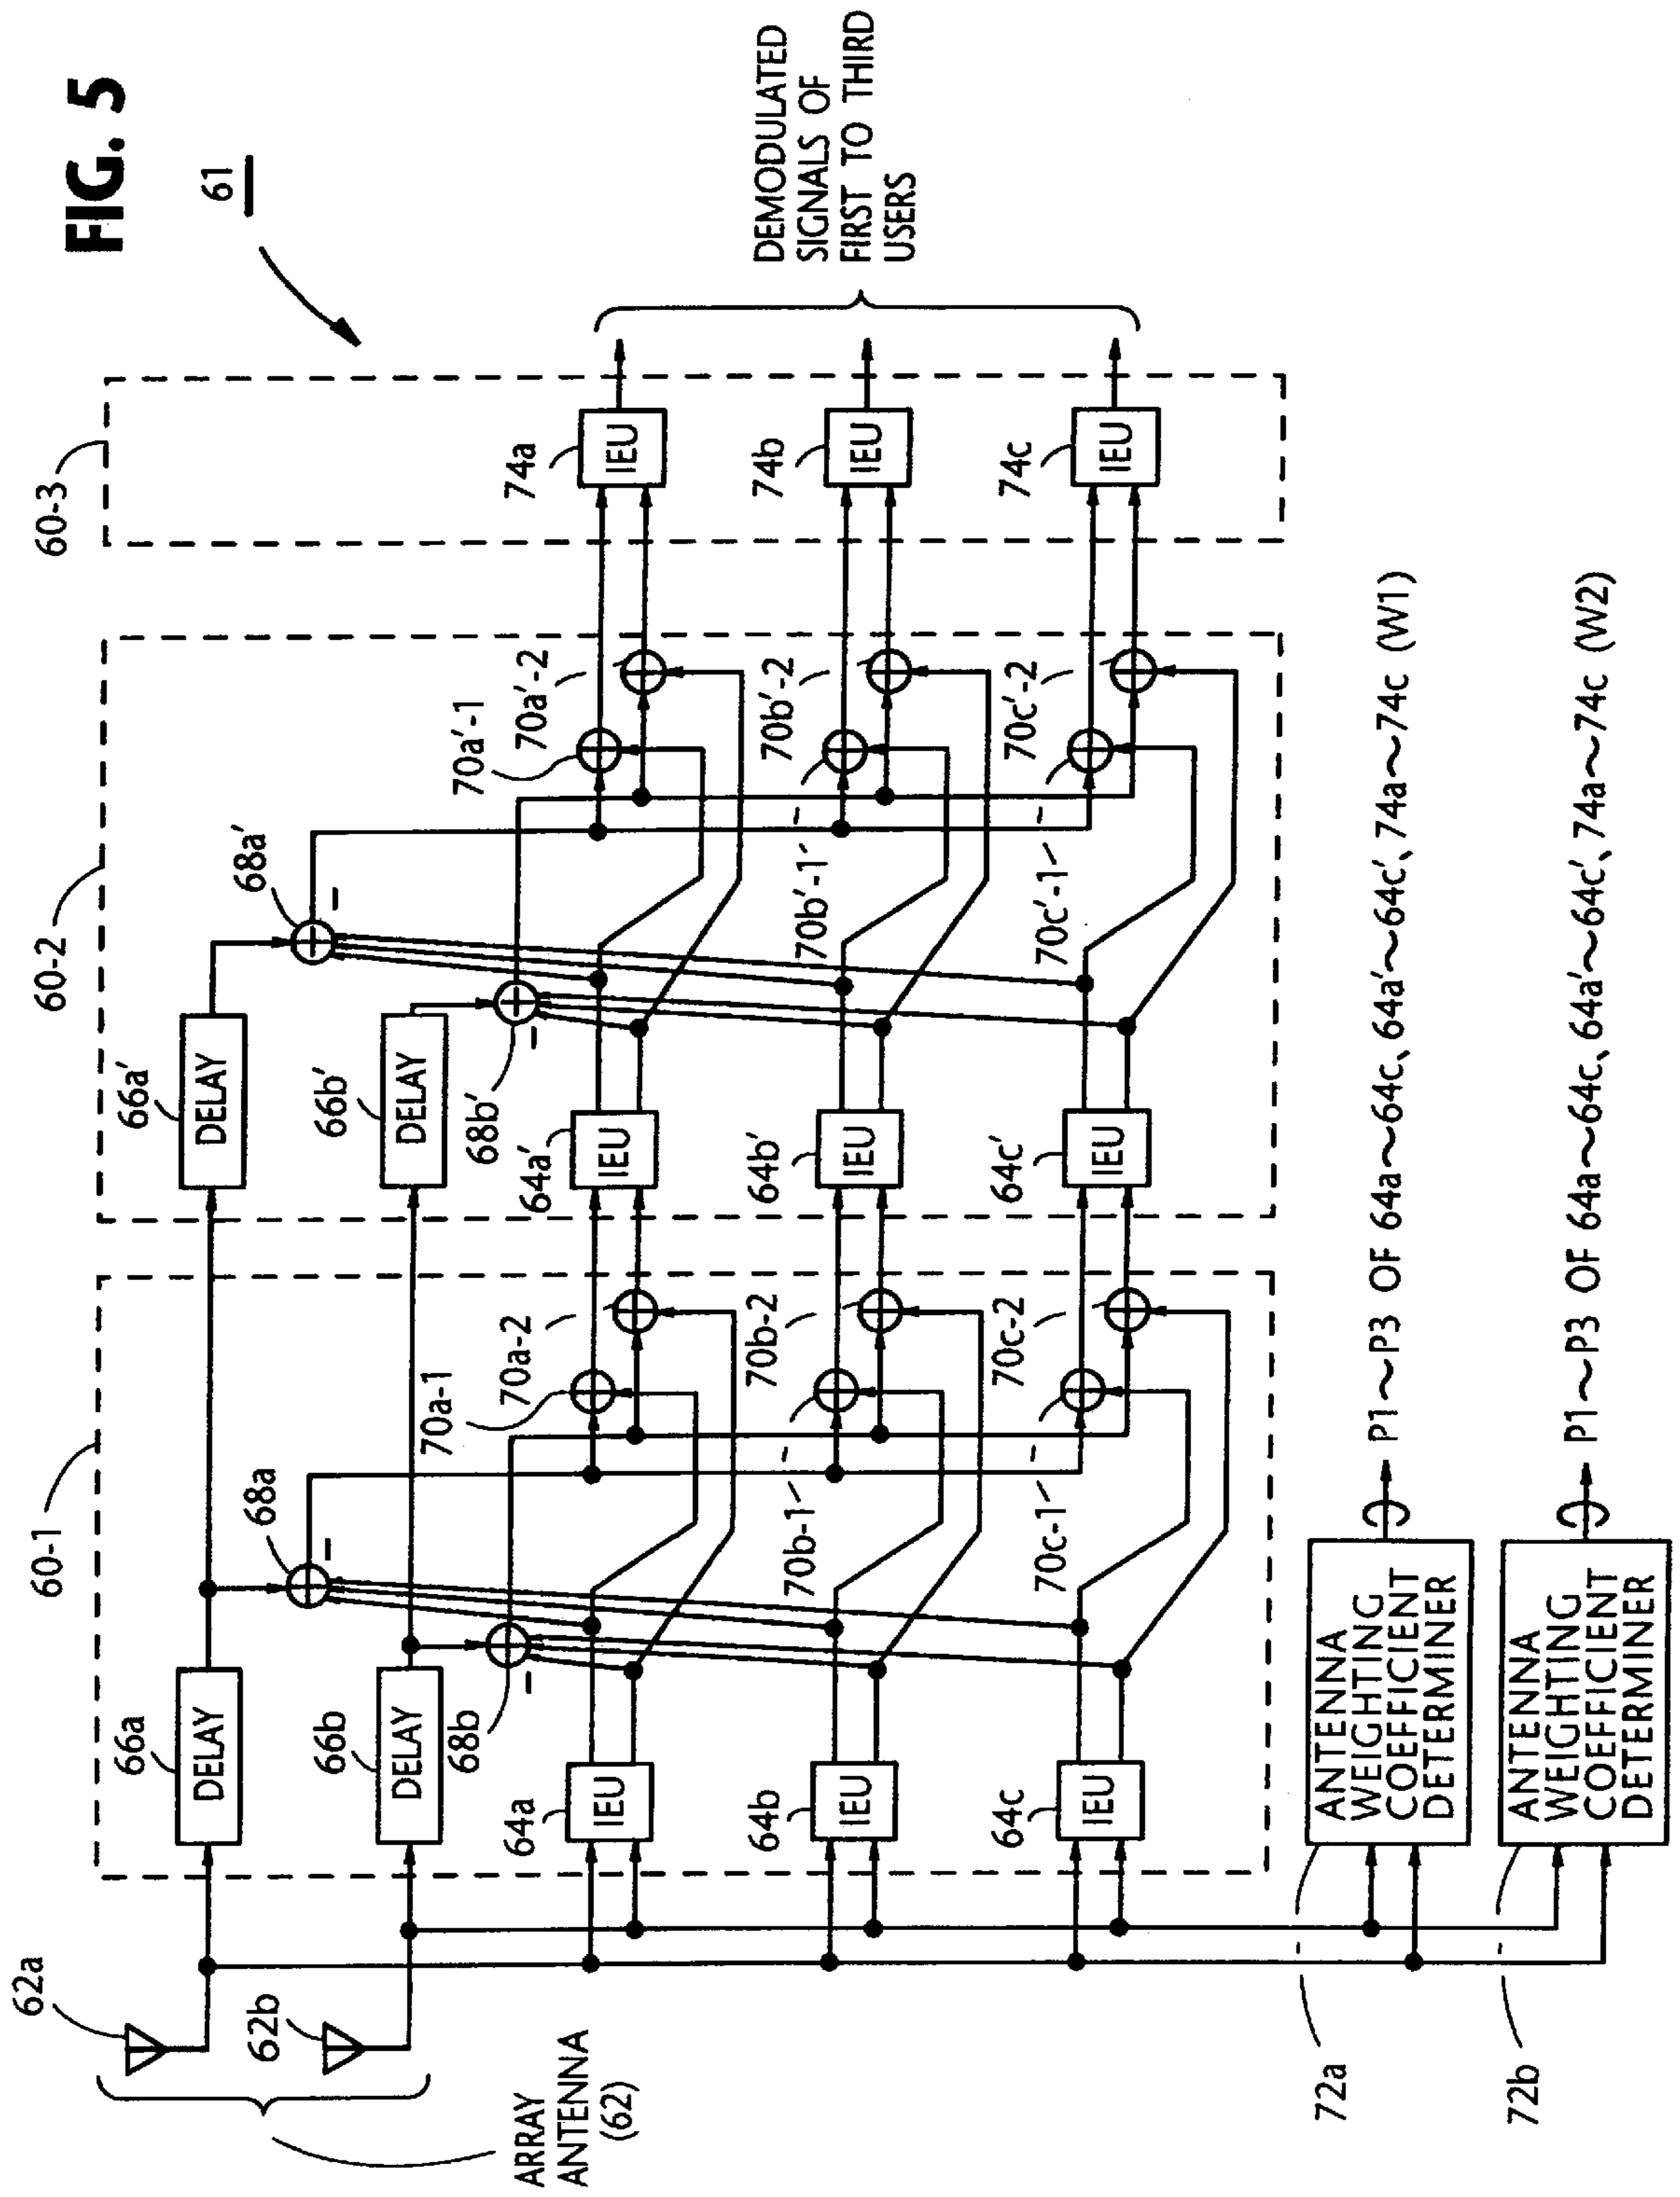 FIG. 5
61
60-1
60-2
60-3
62a
62b
ARRAY
ANTENNA
(62)
66a
DELAY
66b
DELAY
68a
−
68b
−
64a
IEU
64b
IEU
64c
IEU
70a-1
70a-2
70b-1
70b-2
70c-1
70c-2
66a′
DELAY
66b′
DELAY
68a′
−
68b′
−
64a′
IEU
64b′
IEU
64c′
IEU
70a′-1
70a′-2
70b′-1
70b′-2
70c′-1
70c′-2
74a
IEU
74b
IEU
74c
IEU
DEMODULATED
SIGNALS OF
FIRST TO THIRD
USERS
72a
ANTENNA
WEIGHTING
COEFFICIENT
DETERMINER
P1~P3 OF 64a~64c、64a′~64c′、74a~74c (W1)
72b
ANTENNA
WEIGHTING
COEFFICIENT
DETERMINER
P1~P3 OF 64a~64c、64a′~64c′、74a~74c (W2)